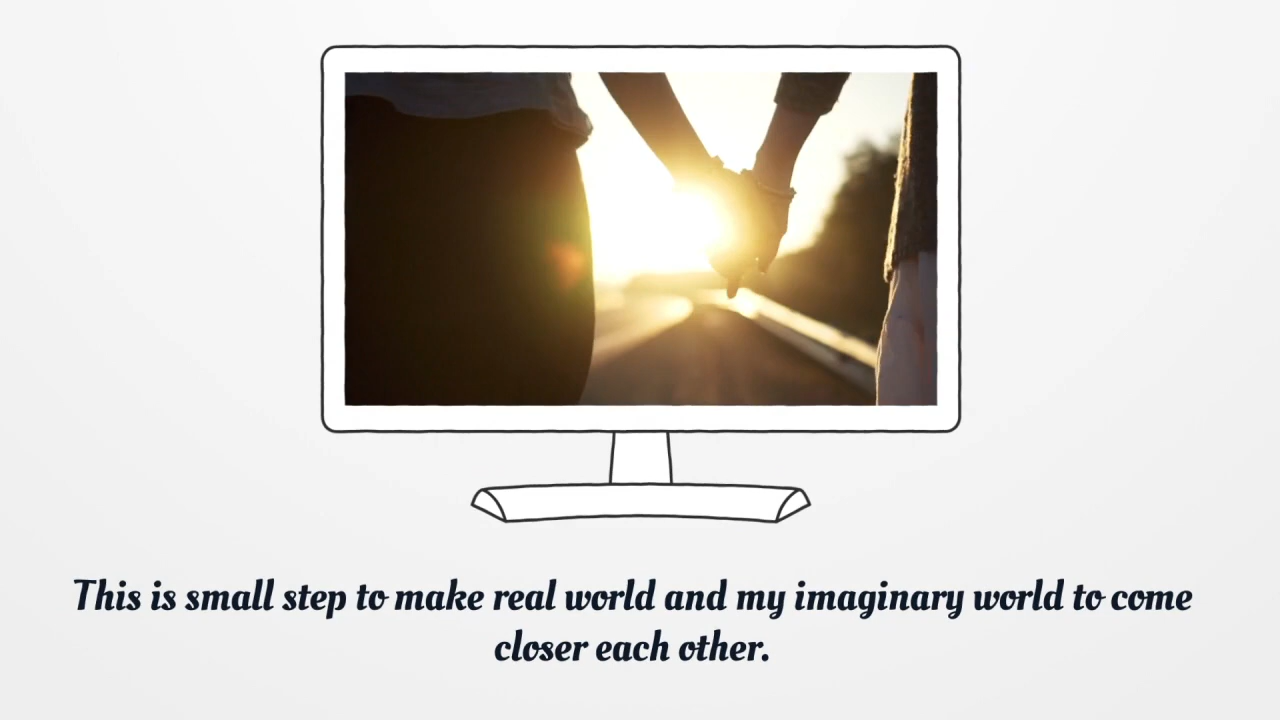 This is small step to make real world and my imaginary world to come
closer each other.